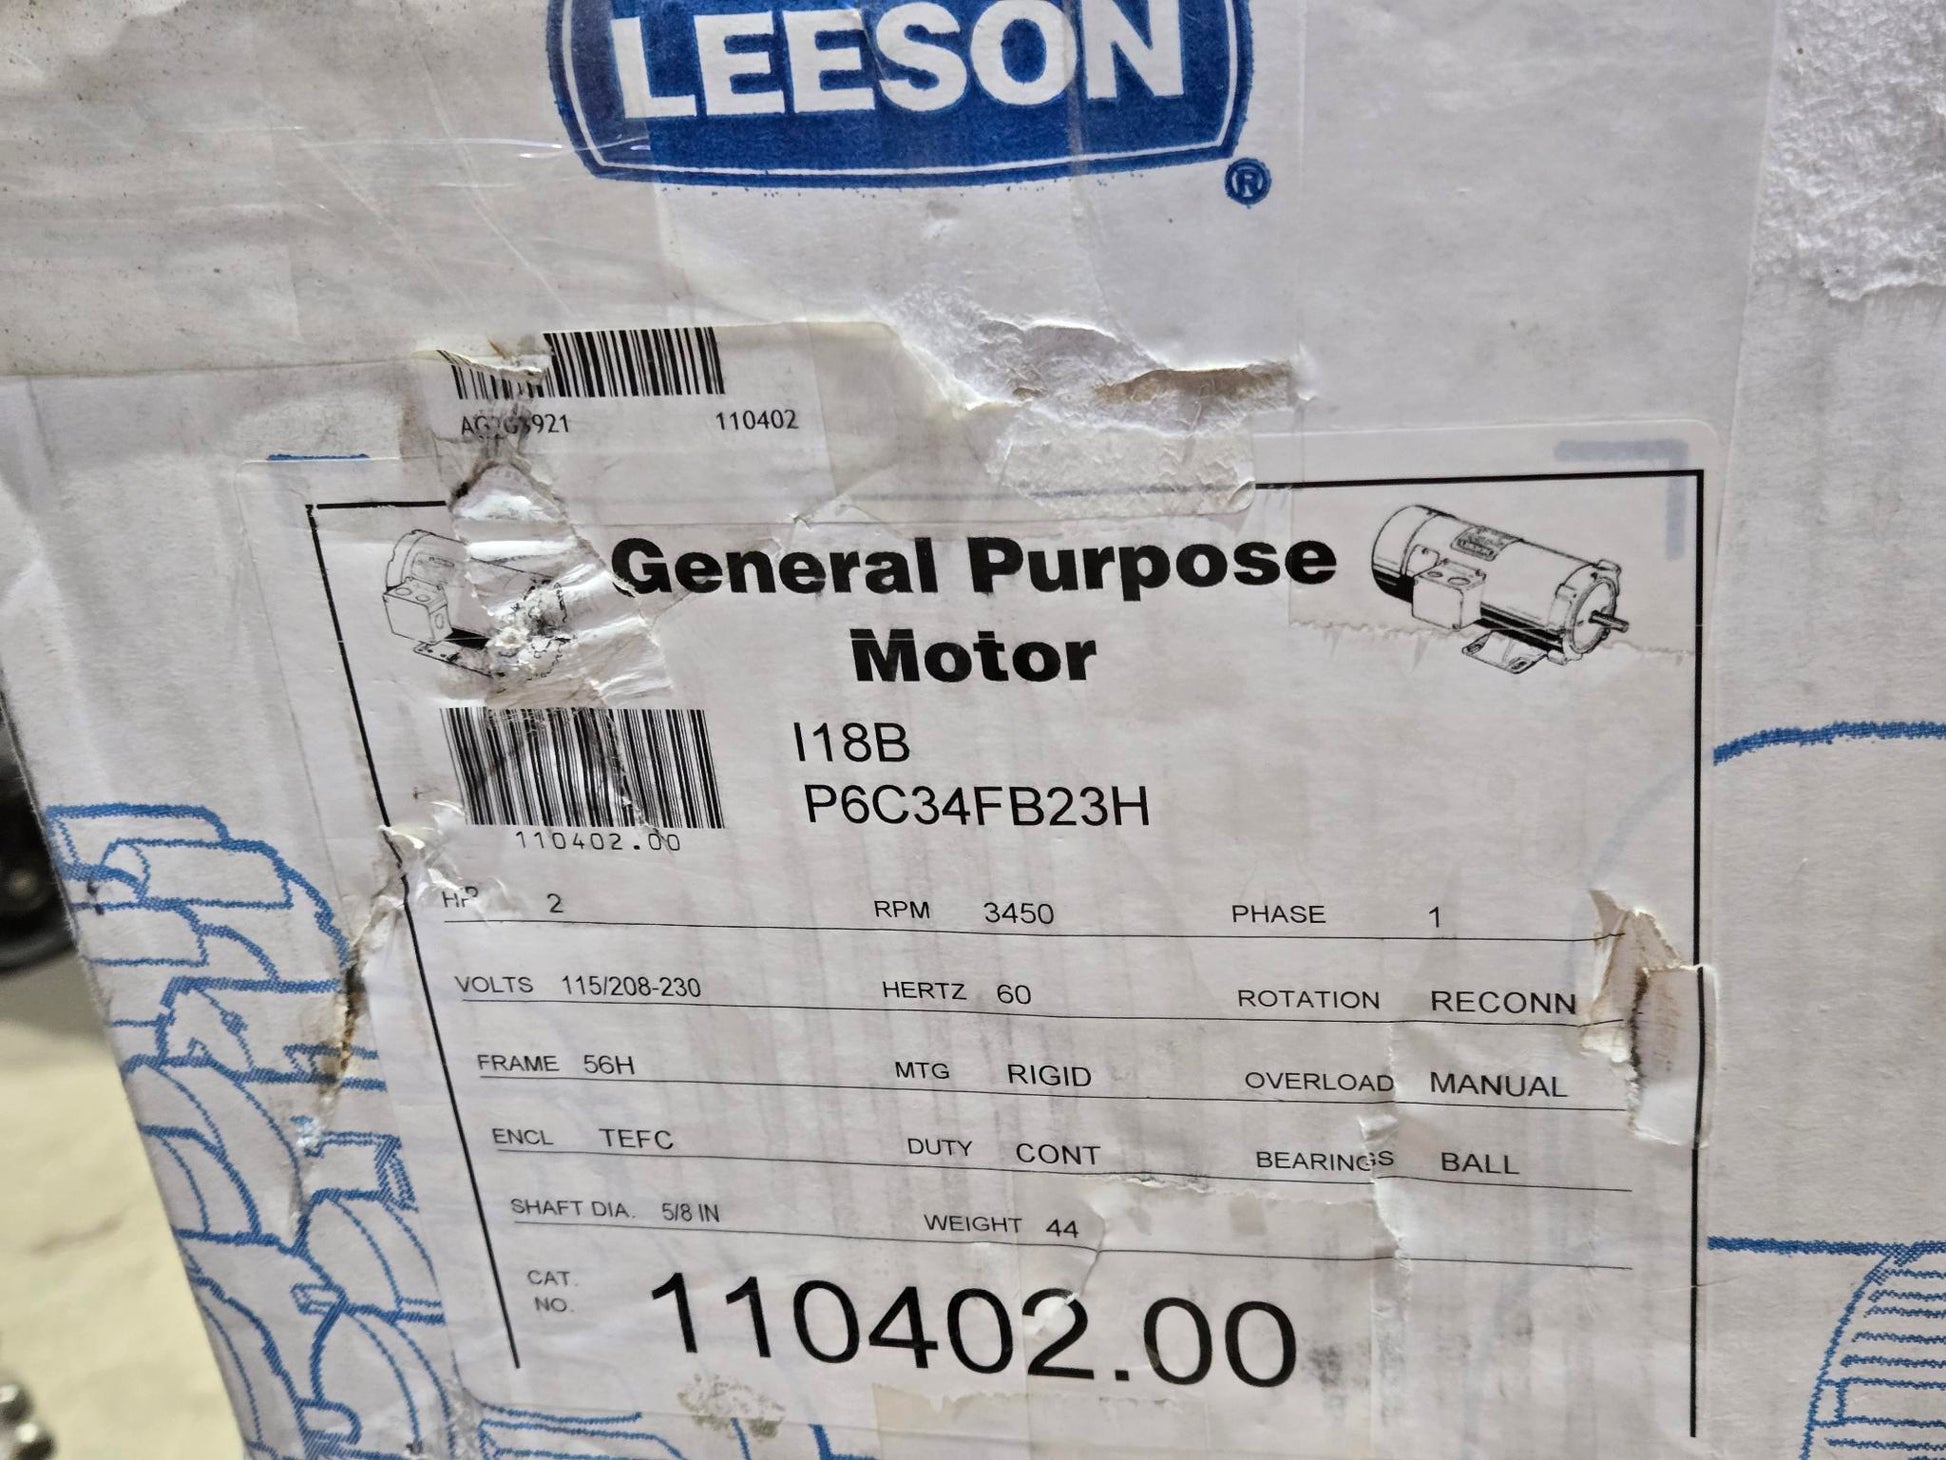 LEESON
®
110402
General Purpose
Motor
I18B
P6C34FB23H
110402.00
HP 2 RPM 3450 PHASE 1
VOLTS 115/208-230 HERTZ 60 ROTATION RECONN
FRAME 56H MTG RIGID OVERLOAD MANUAL
ENCL TEFC DUTY CONT BEARINGS BALL
SHAFT DIA. 5/8 IN WEIGHT 44
CAT.
NO. 110402.00